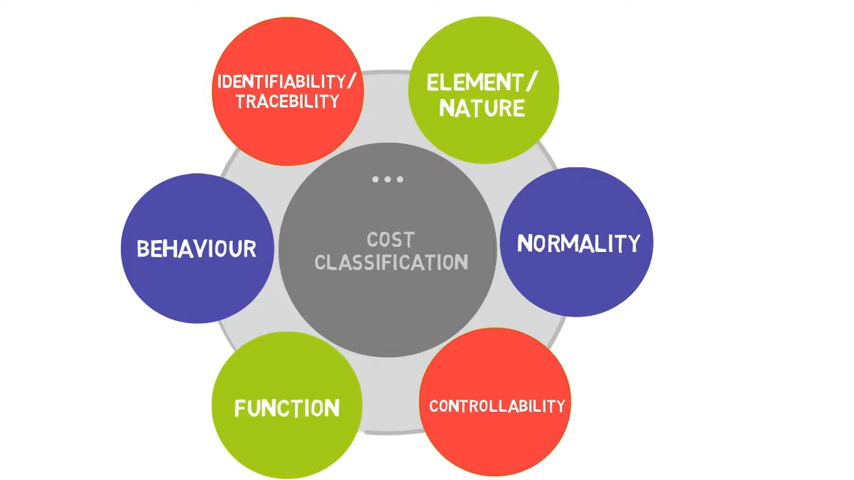 IDENTIFIABILITY/
TRACEBILITY
ELEMENT/
NATURE
...
COST
CLASSIFICATION
BEHAVIOUR
NORMALITY
FUNCTION
CONTROLLABILITY